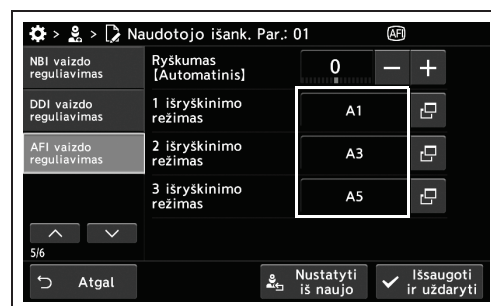 > > Naudotojo išank. Par.: 01 AFI
NBI vaizdo
reguliavimas
Ryškumas
[Automatinis]
0
DDI vaizdo
reguliavimas
1 išryškinimo
režimas
A1
AFI vaizdo
reguliavimas
2 išryškinimo
režimas
A3
3 išryškinimo
režimas
A5
5/6
Atgal
Nustatyti
iš naujo
Išsaugoti
ir uždaryti